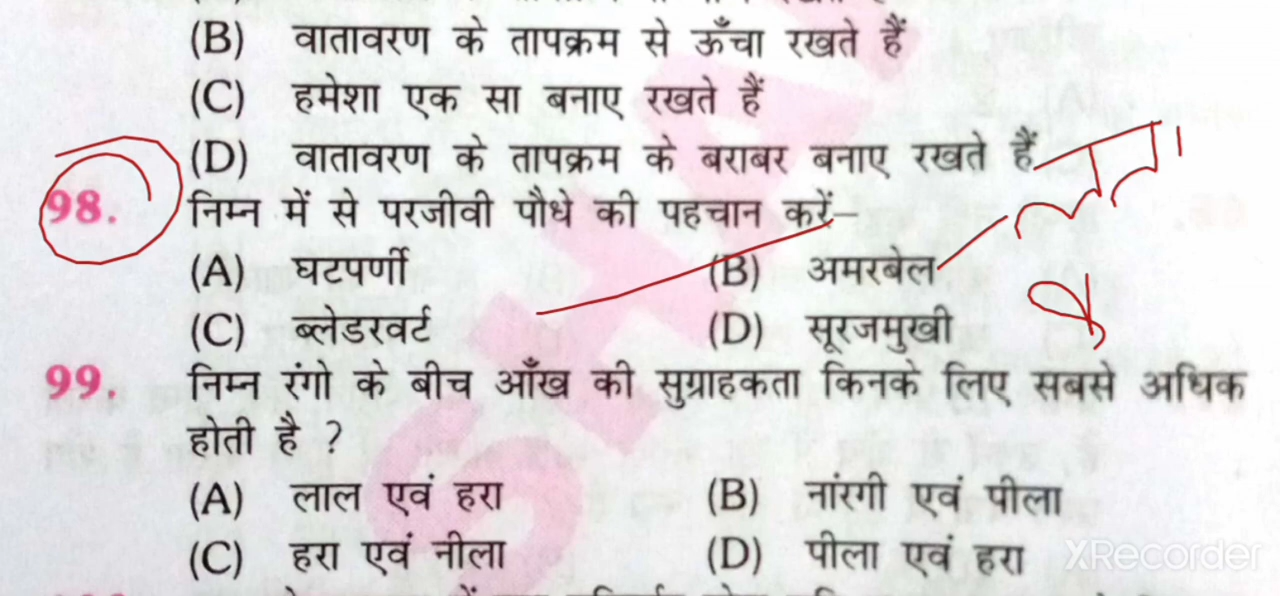 (B) वातावरण के तापक्रम से ऊँचा रखते हैं
(C) हमेशा एक सा बनाए रखते हैं
(D) वातावरण के तापक्रम के बराबर बनाए रखते हैं
98. निम्न में से परजीवी पौधे की पहचान करें–
(A) घटपर्णी (B) अमरबेल
(C) ब्लेडरवर्ट (D) सूरजमुखी
99. निम्न रंगो के बीच आँख की सुग्राहकता किनके लिए सबसे अधिक
होती है ?
(A) लाल एवं हरा (B) नांरगी एवं पीला
(C) हरा एवं नीला (D) पीला एवं हरा
XRecorder